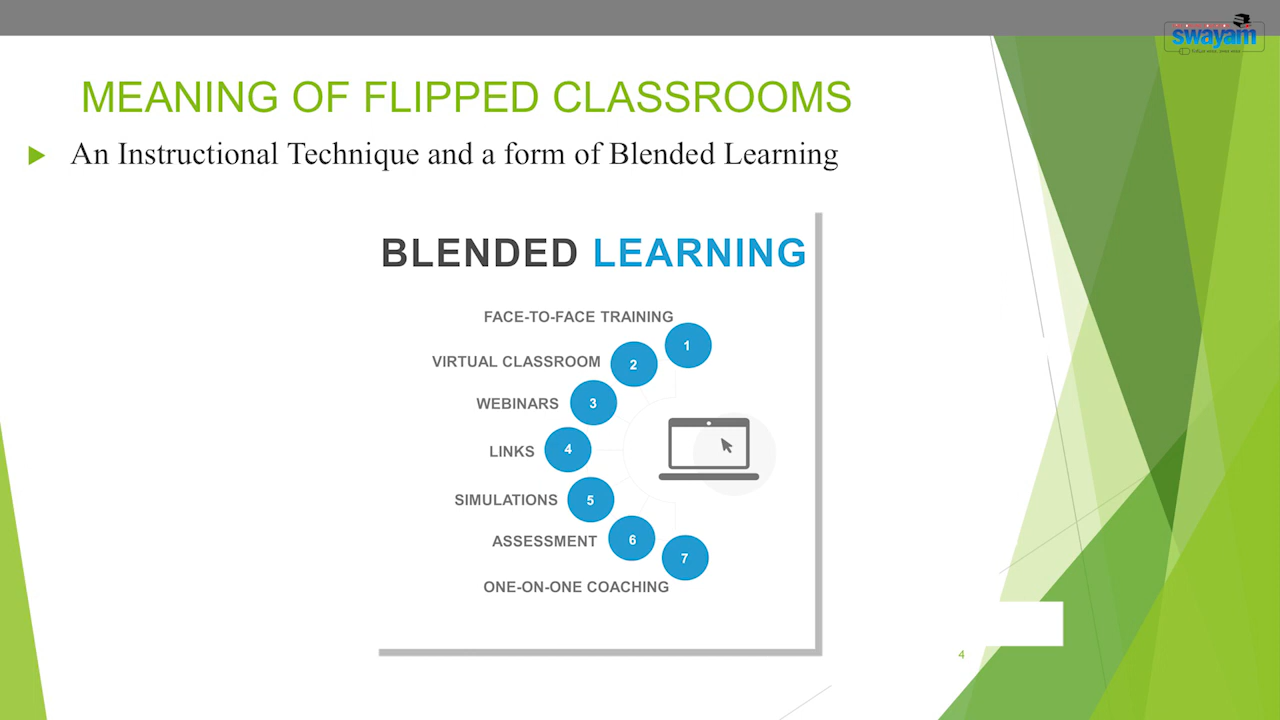 swayam
MEANING OF FLIPPED CLASSROOMS
An Instructional Technique and a form of Blended Learning
BLENDED LEARNING
FACE-TO-FACE TRAINING
1
VIRTUAL CLASSROOM 2
WEBINARS 3
LINKS 4
SIMULATIONS 5
ASSESSMENT 6
7
ONE-ON-ONE COACHING
4